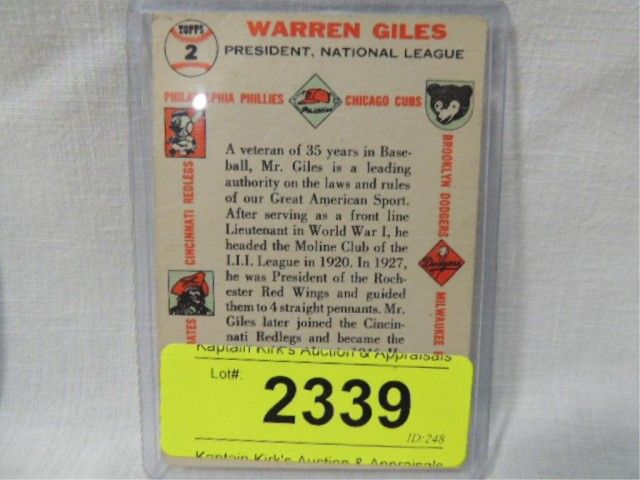 TOPPS
2
WARREN GILES
PRESIDENT, NATIONAL LEAGUE
PHILADELPHIA PHILLIES
Phillies
CHICAGO CUBS
CINCINNATI REDLEGS
BROOKLYN DODGERS
Dodgers
MILWAUKEE
A veteran of 35 years in Base-
ball, Mr. Giles is a leading
authority on the laws and rules
of our Great American Sport.
After serving as a front line
Lieutenant in World War I, he
headed the Moline Club of the
I.I.I. League in 1920. In 1927,
he was President of the Roch-
ester Red Wings and guided
them to 4 straight pennants. Mr.
Giles later joined the Cincin-
nati Redlegs and became the
Kaptain Kirk's Auction & Appraisals
Lot#:
2339
ID:248
Kaptain Kirk's Auction & Appraisals